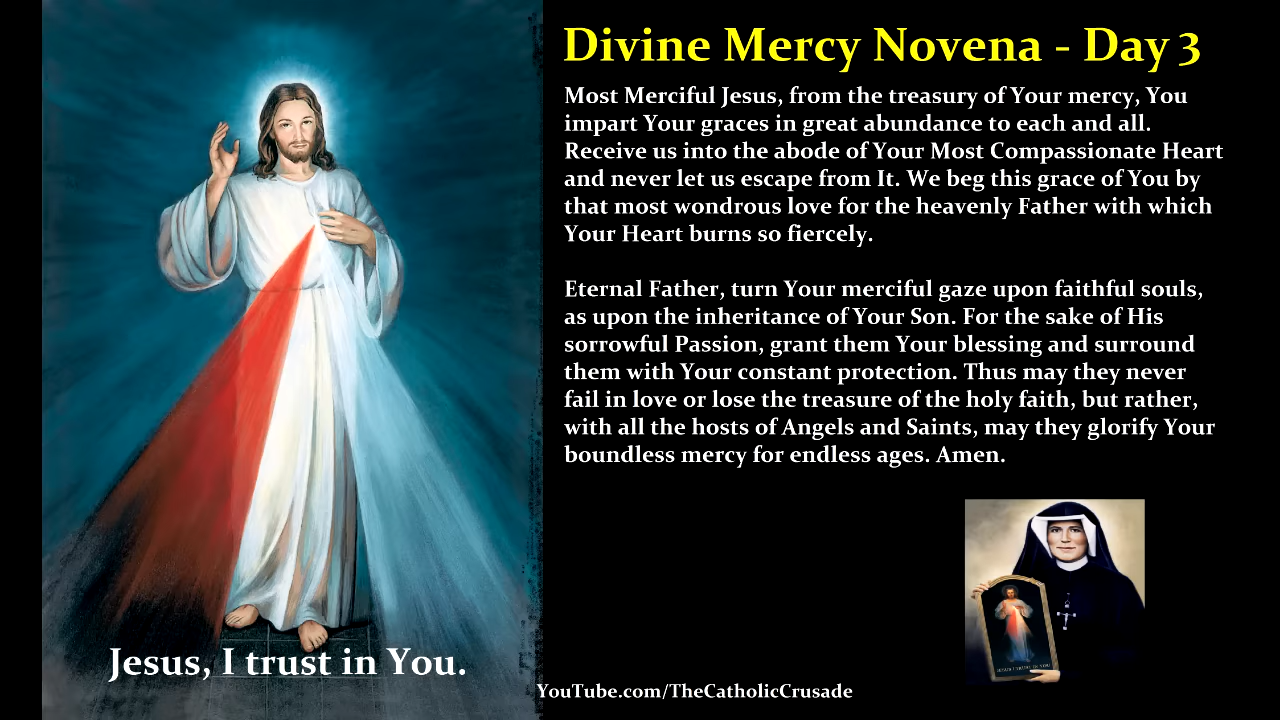 Divine Mercy Novena - Day 3
Most Merciful Jesus, from the treasury of Your mercy, You
impart Your graces in great abundance to each and all.
Receive us into the abode of Your Most Compassionate Heart
and never let us escape from It. We beg this grace of You by
that most wondrous love for the heavenly Father with which
Your Heart burns so fiercely.
Eternal Father, turn Your merciful gaze upon faithful souls,
as upon the inheritance of Your Son. For the sake of His
sorrowful Passion, grant them Your blessing and surround
them with Your constant protection. Thus may they never
fail in love or lose the treasure of the holy faith, but rather,
with all the hosts of Angels and Saints, may they glorify Your
boundless mercy for endless ages. Amen.
Jesus, I trust in You.
JESUS I TRUST IN YOU
YouTube.com/TheCatholicCrusade